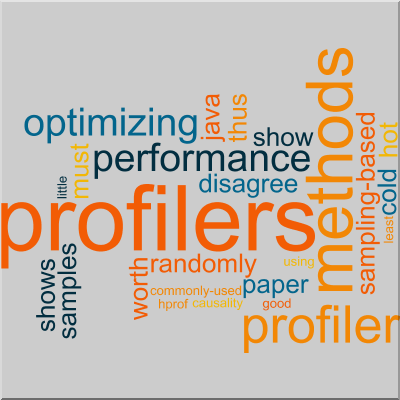 methods
optimizing
java
thus
show
performance
must
little
disagree
sampling-based
hot
cold
least
profilers
shows
samples
worth
randomly
using
commonly-used
paper
hprof
causality
good
profiler